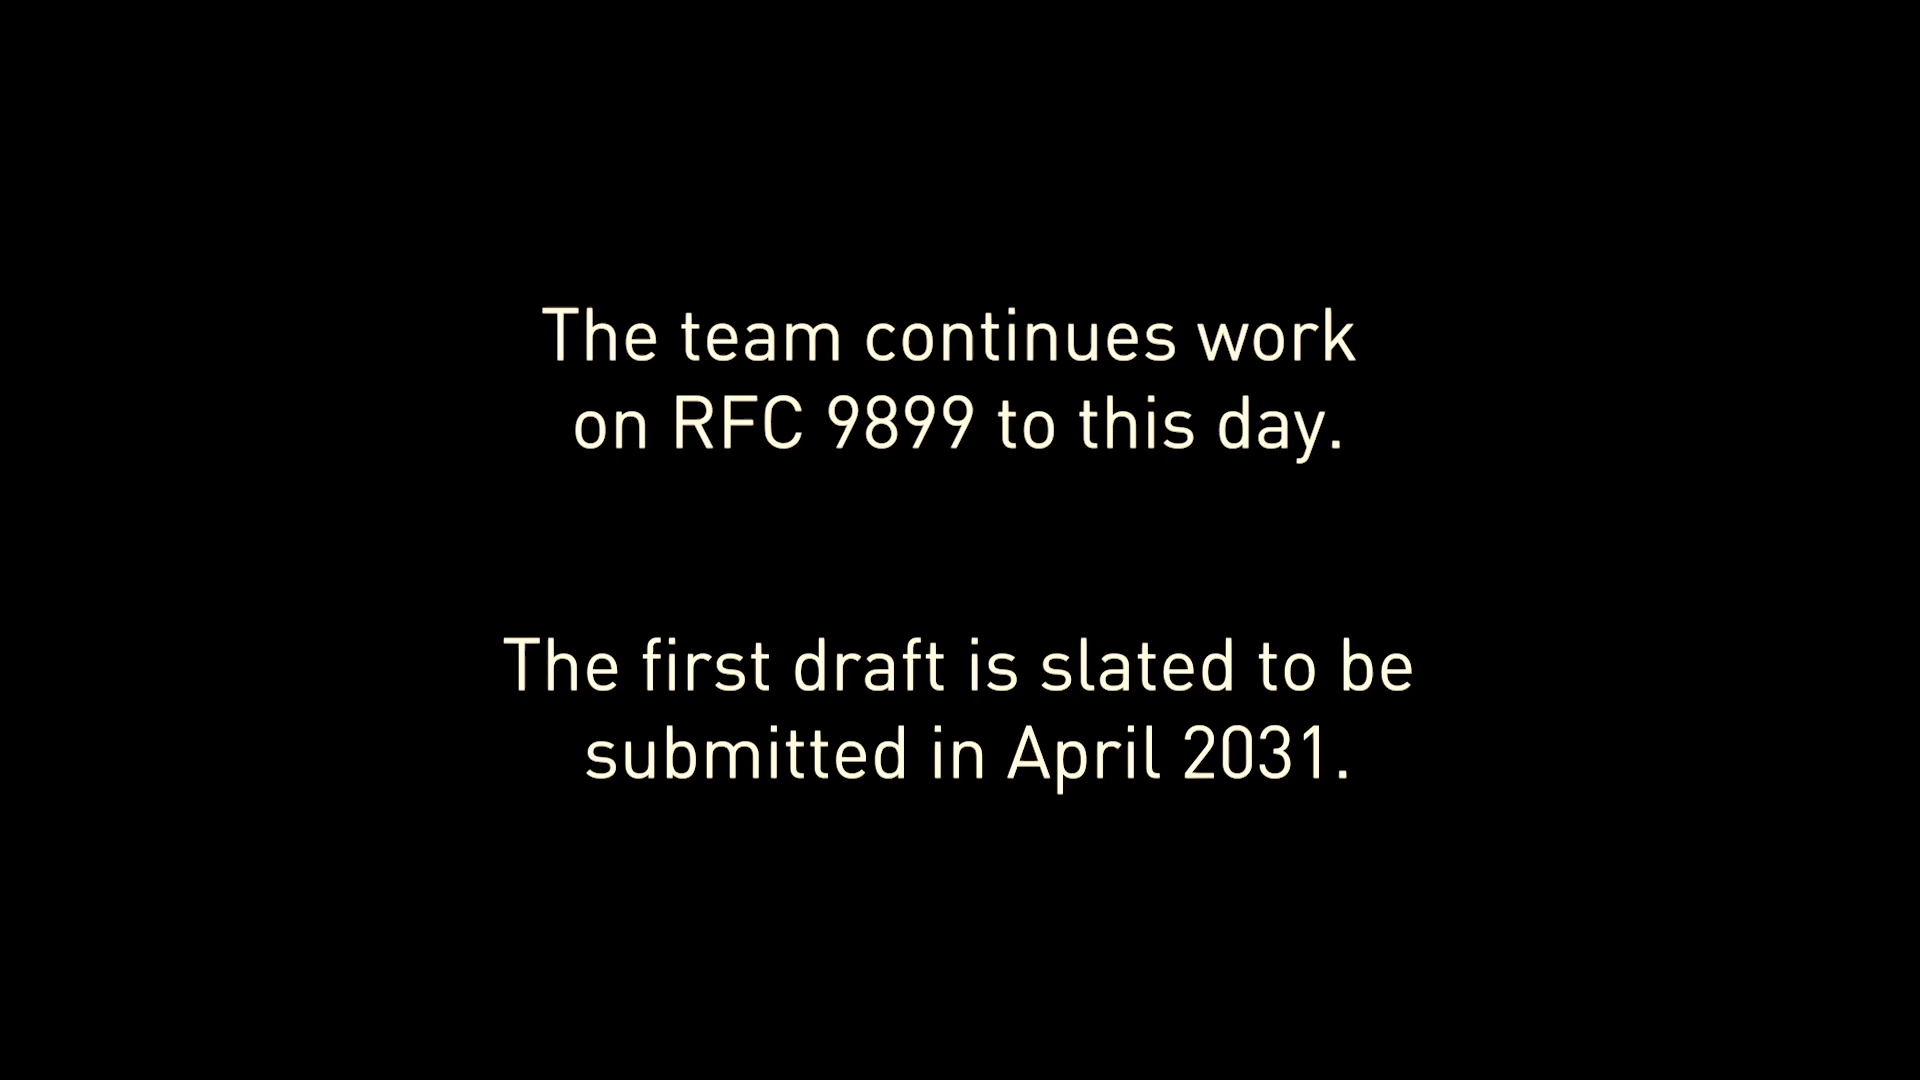 The team continues work
on RFC 9899 to this day.
The first draft is slated to be
submitted in April 2031.